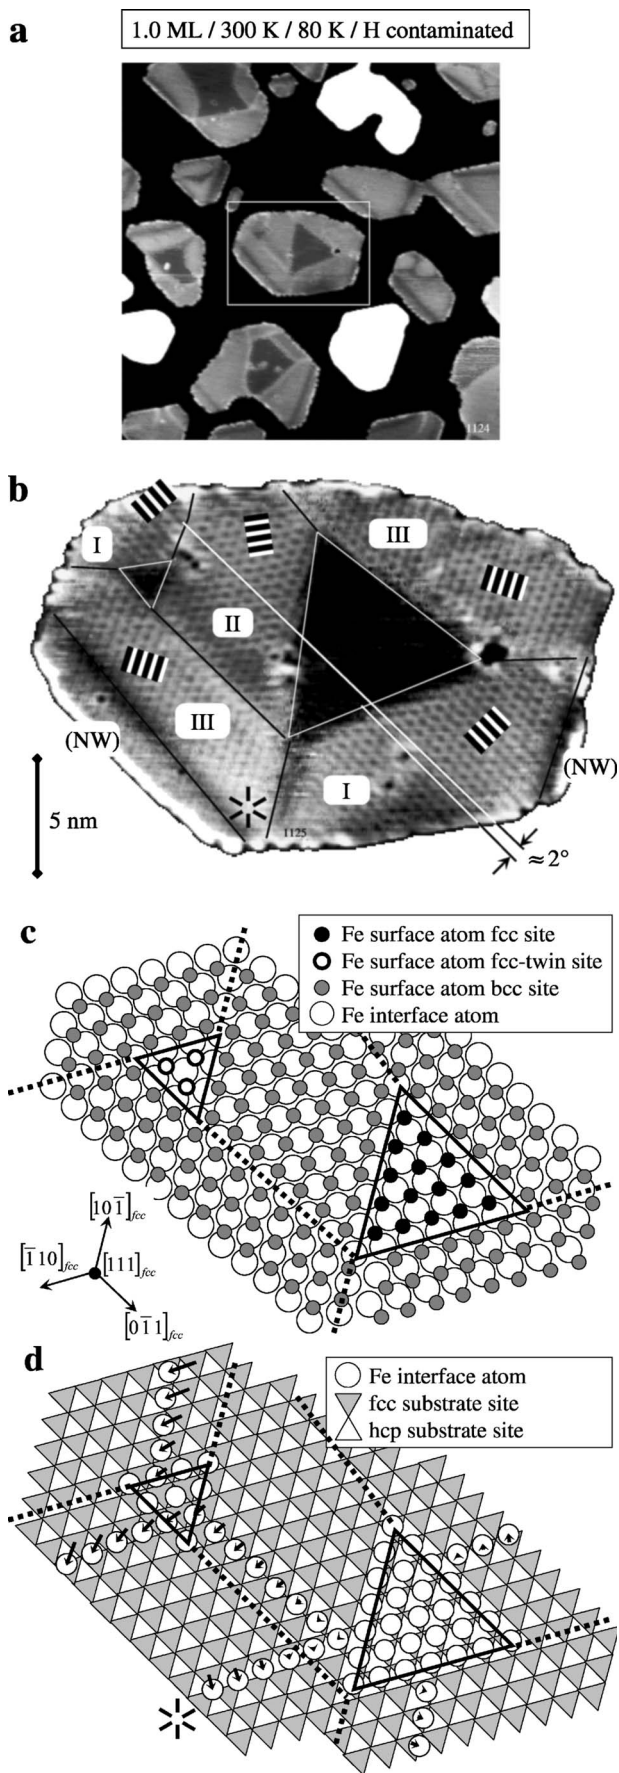 a
1.0 ML / 300 K / 80 K / H contaminated
1124
b
I
II
III
III
III
I
(NW)
(NW)
5 nm
1125
≈2°
c
Fe surface atom fcc site
Fe surface atom fcc-twin site
Fe surface atom bcc site
Fe interface atom
[101̅]fcc
[1̅10]fcc
[111]fcc
[01̅1]fcc
d
Fe interface atom
fcc substrate site
hcp substrate site